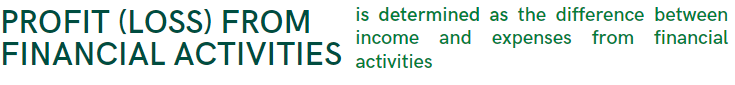 PROFIT (LOSS) FROM
FINANCIAL ACTIVITIES
is determined as the difference between
income and expenses from financial
activities